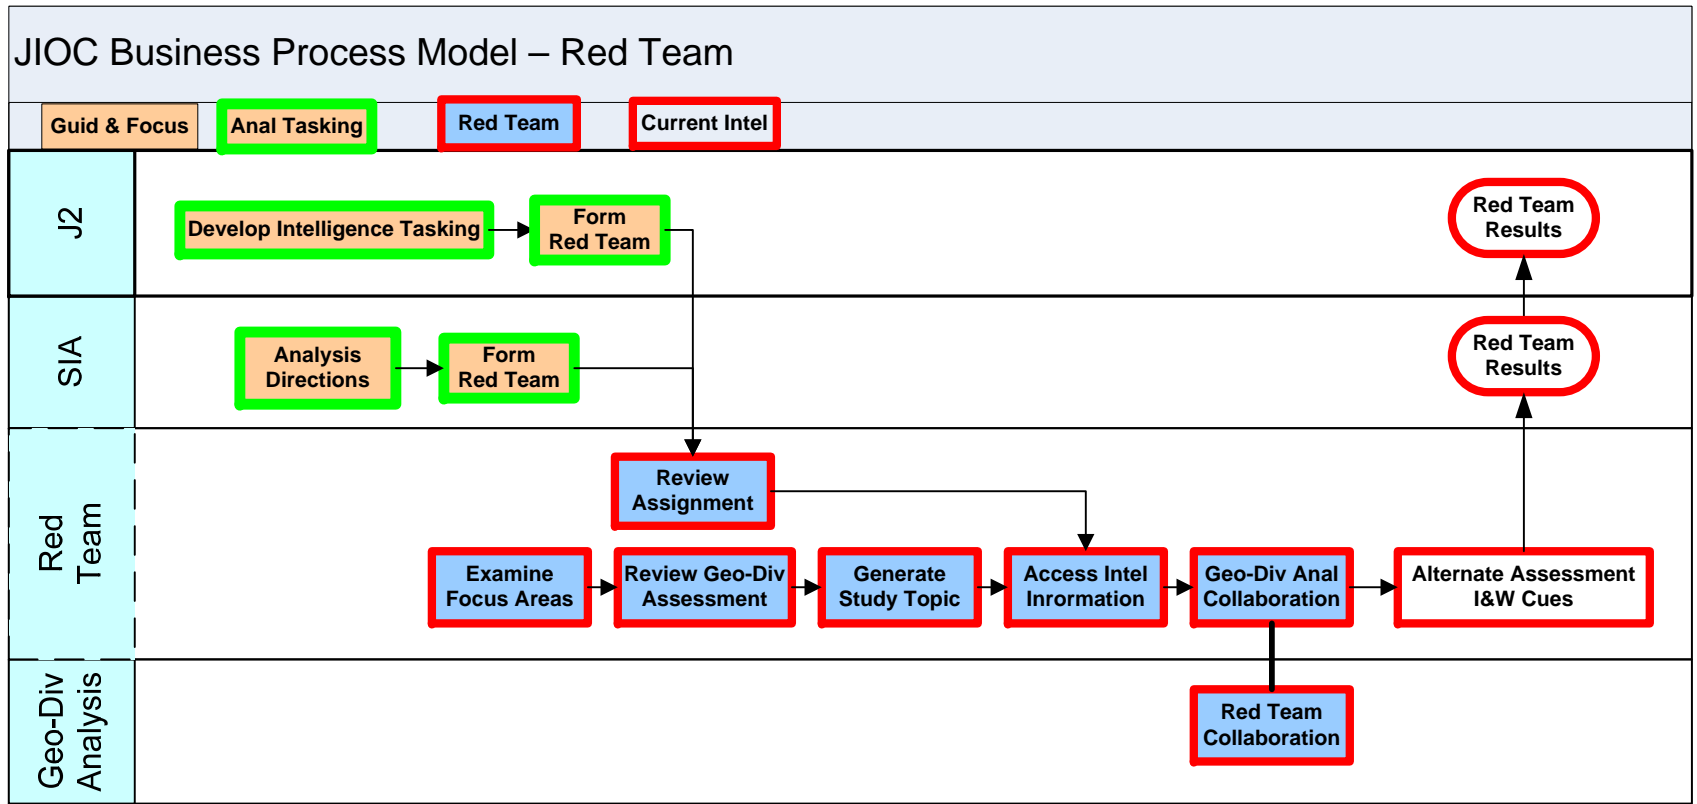 JIOC Business Process Model – Red Team
Guid & Focus
Anal Tasking
Red Team
Current Intel
J2
Develop Intelligence Tasking
Form
Red Team
Red Team
Results
SIA
Analysis
Directions
Form
Red Team
Red Team
Results
Red
Team
Review
Assignment
Examine
Focus Areas
Review Geo-Div
Assessment
Generate
Study Topic
Access Intel
Inrormation
Geo-Div Anal
Collaboration
Alternate Assessment
I&W Cues
Geo-Div
Analysis
Red Team
Collaboration